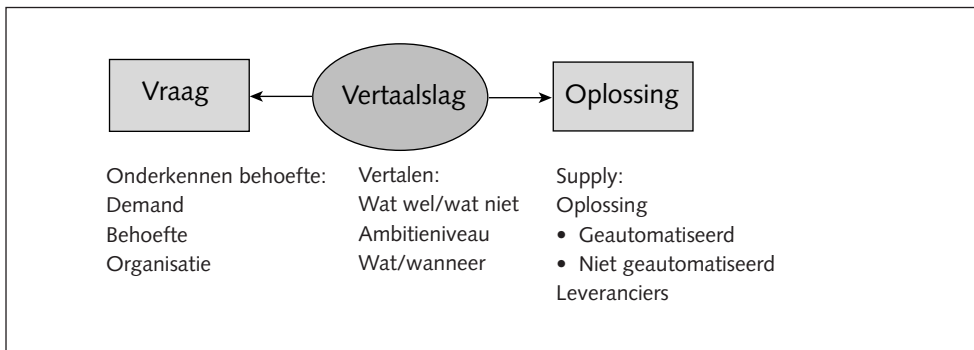 Vraag
Vertaalslag
Oplossing
Onderkennen behoefte:
Demand
Behoefte
Organisatie
Vertalen:
Wat wel/wat niet
Ambitieniveau
Wat/wanneer
Supply:
Oplossing
• Geautomatiseerd
• Niet geautomatiseerd
Leveranciers